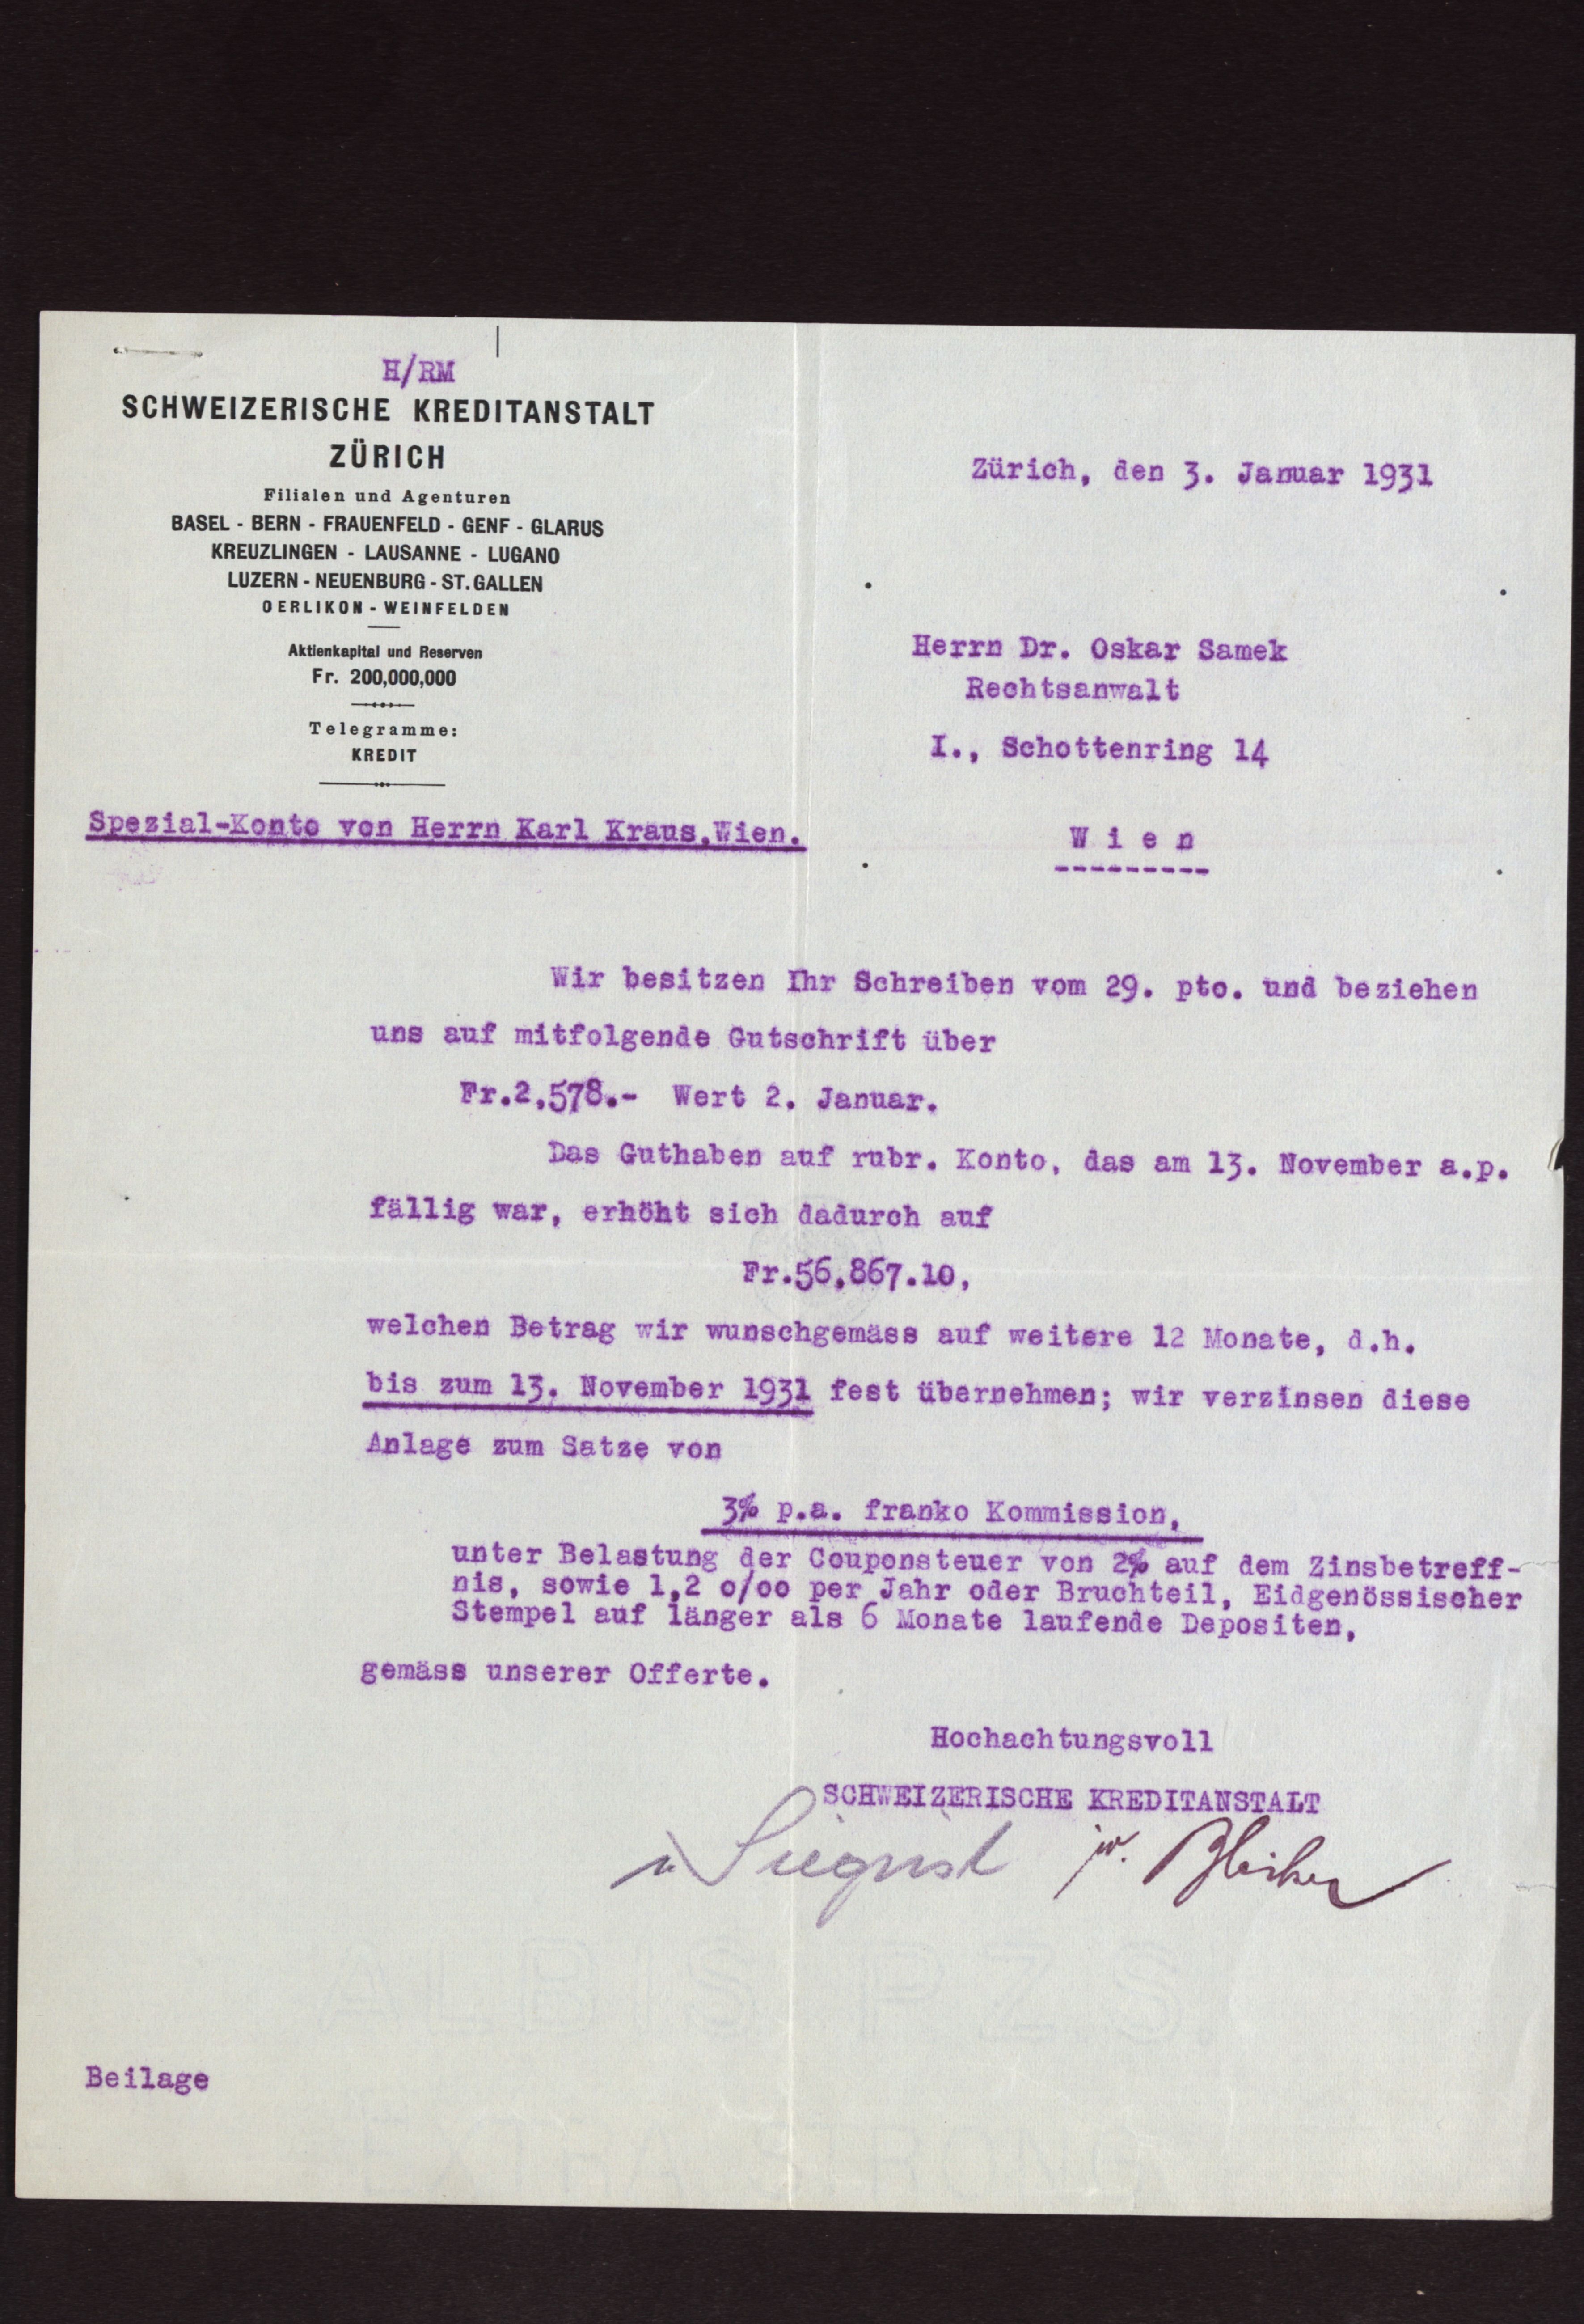 H/RM
SCHWEIZERISCHE KREDITANSTALT
ZÜRICH
Filialen und Agenturen
BASEL - BERN - FRAUENFELD - GENF - GLARUS
KREUZLINGEN - LAUSANNE - LUGANO
LUZERN - NEUENBURG - ST. GALLEN
OERLIKON - WEINFELDEN
Aktienkapital und Reserven
Fr. 200,000,000
Telegramme:
KREDIT
Zürich, den 3. Januar 1931
Herrn Dr. Oskar Samek
Rechtsanwalt
I., Schottenring 14
W i e n
Spezial-Konto von Herrn Karl Kraus, Wien.
Wir besitzen Ihr Schreiben vom 29. pto. und beziehen
uns auf mitfolgende Gutschrift über
Fr.2,578.- Wert 2. Januar.
Das Guthaben auf rubr. Konto, das am 13. November a.p.
fällig war, erhöht sich dadurch auf
Fr.56,867.10,
welchen Betrag wir wunschgemäss auf weitere 12 Monate, d.h.
bis zum 13. November 1931 fest übernehmen; wir verzinsen diese
Anlage zum Satze von
3% p.a. franko Kommission,
unter Belastung der Couponsteuer von 2% auf dem Zinsbetreff-
nis, sowie 1,2 o/oo per Jahr oder Bruchteil, Eidgenössischer
Stempel auf länger als 6 Monate laufende Depositen,
gemäss unserer Offerte.
Hochachtungsvoll
SCHWEIZERISCHE KREDITANSTALT
Siegrist
Beilage
ALBIS P.Z.S.
EXTRA STRONG